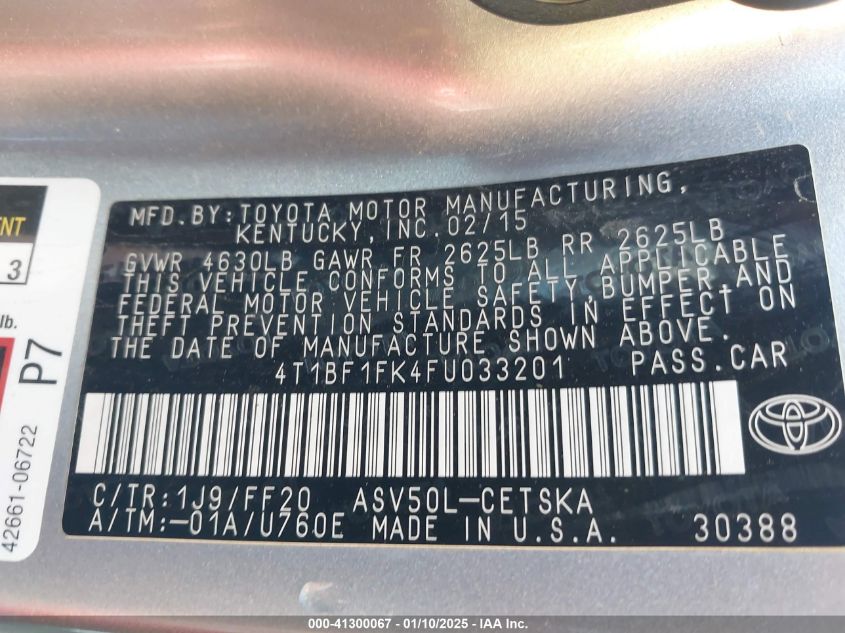 MFD.BY:TOYOTA MOTOR MANUFACTURING,
KENTUCKY, INC. 02/15
GVWR 4630LB GAWR FR 2625LB RR 2625LB
THIS VEHICLE CONFORMS TO ALL APPLICABLE
FEDERAL MOTOR VEHICLE SAFETY,BUMPER,AND
THEFT PREVENTION STANDARDS IN EFFECT ON
THE DATE OF MANUFACTURE SHOWN ABOVE.
4T1BF1FK4FU033201 PASS.CAR
C/TR:1J9/FF20 ASV50L-CETSKA
A/TM:-01A/U760E MADE IN U.S.A. 30388
3
lb.
P7
42661-06722
000-41300067 - 01/10/2025 - IAA Inc.